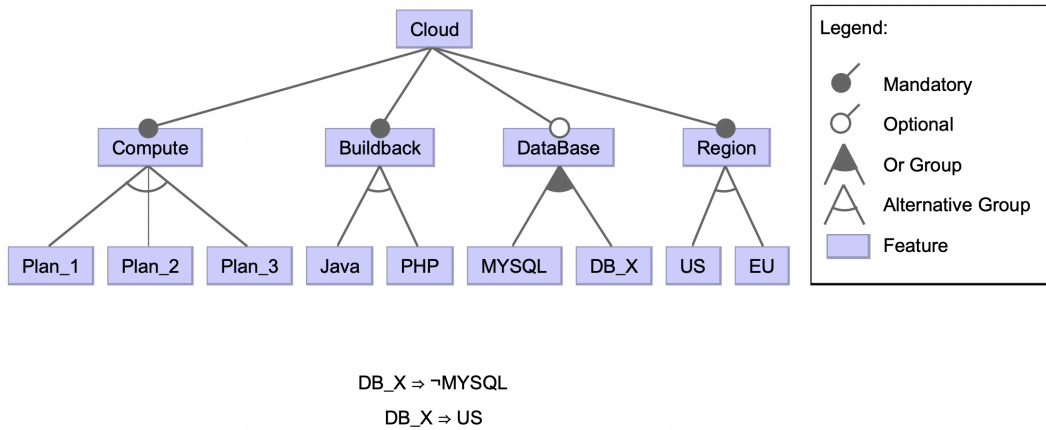 Cloud
Legend:
Mandatory
Optional
Or Group
Alternative Group
Feature
Compute
Buildback
DataBase
Region
Plan_1
Plan_2
Plan_3
Java
PHP
MYSQL
DB_X
US
EU
DB_X ⇒ ¬MYSQL
DB_X ⇒ US